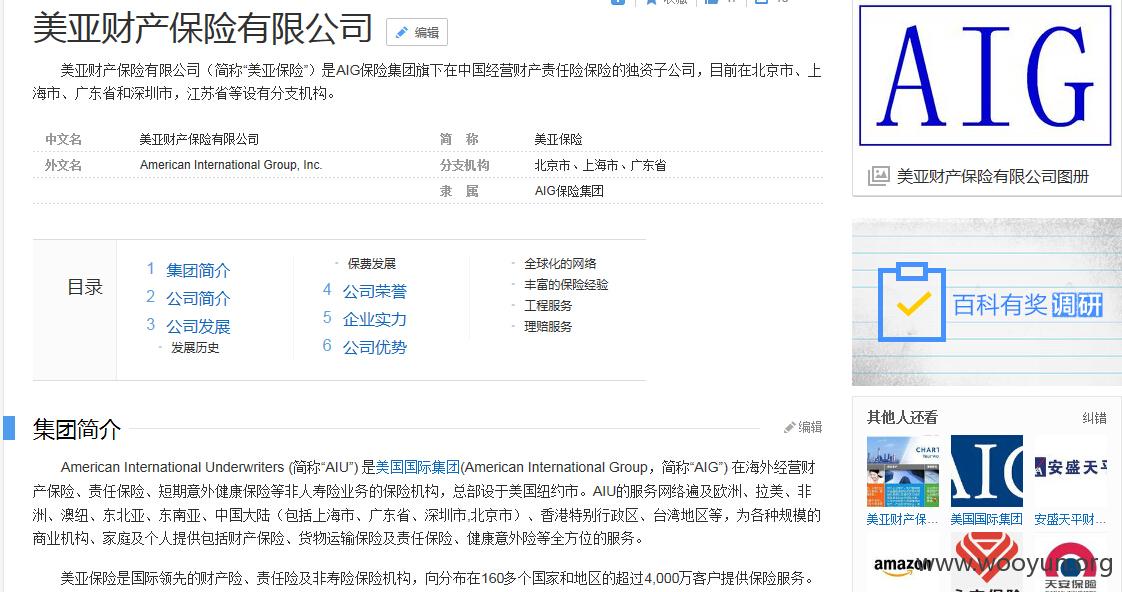 美亚财产保险有限公司 编辑
美亚财产保险有限公司（简称“美亚保险”）是AIG保险集团旗下在中国经营财产责任险保险的独资子公司，目前在北京市、上
海市、广东省和深圳市，江苏省等设有分支机构。
中文名 美亚财产保险有限公司 简 称 美亚保险
外文名 American International Group, Inc. 分支机构 北京市、上海市、广东省
隶 属 AIG保险集团
目录
1 集团简介
2 公司简介
3 公司发展
- 发展历史
- 保费发展
4 公司荣誉
5 企业实力
6 公司优势
- 全球化的网络
- 丰富的保险经验
- 工程服务
- 理赔服务
集团简介 编辑
American International Underwriters (简称“AIU”) 是美国国际集团(American International Group，简称“AIG”) 在海外经营财
产保险、责任保险、短期意外健康保险等非人寿险业务的保险机构，总部设于美国纽约市。AIU的服务网络遍及欧洲、拉美、非
洲、澳纽、东北亚、东南亚、中国大陆（包括上海市、广东省、深圳市,北京市）、香港特别行政区、台湾地区等，为各种规模的
商业机构、家庭及个人提供包括财产保险、货物运输保险及责任保险、健康意外险等全方位的服务。
美亚保险是国际领先的财产险、责任险及非寿险保险机构，向分布在160多个国家和地区的超过4,000万客户提供保险服务。
AIG
美亚财产保险有限公司图册
百科有奖调研
其他人还看 纠错
CHART
AIG
安盛天平
美亚财产保... 美国国际集团 安盛天平财...
amazon
天安保险
www.wooyun.org